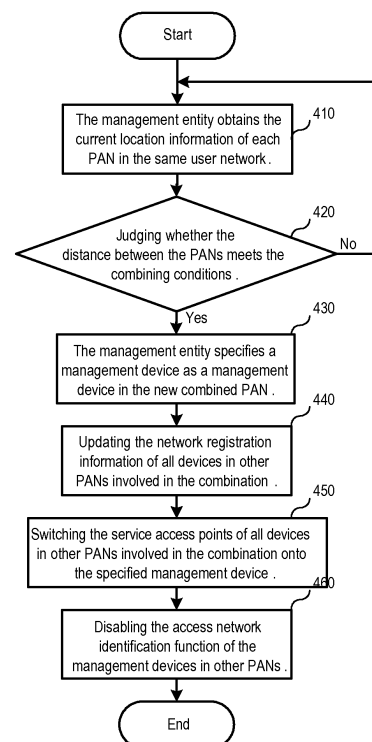 Start
The management entity obtains the
current location information of each
PAN in the same user network .
410
Judging whether the
distance between the PANs meets the
combining conditions .
420
No
Yes
430
The management entity specifies a
management device as a management
device in the new combined PAN .
440
Updating the network registration
information of all devices in other
PANs involved in the combination .
450
Switching the service access points of all devices
in other PANs involved in the combination onto
the specified management device .
460
Disabling the access network
identification function of the
management devices in other PANs .
End